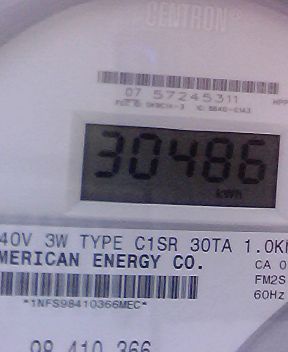 CENTRON®
07 57245311
30486
kWh
40V 3W TYPE C1SR 30TA 1.0K
MERICAN ENERGY CO.
CA 0
FM2S
60Hz
*1NFS98410366MEC*
98 410 366